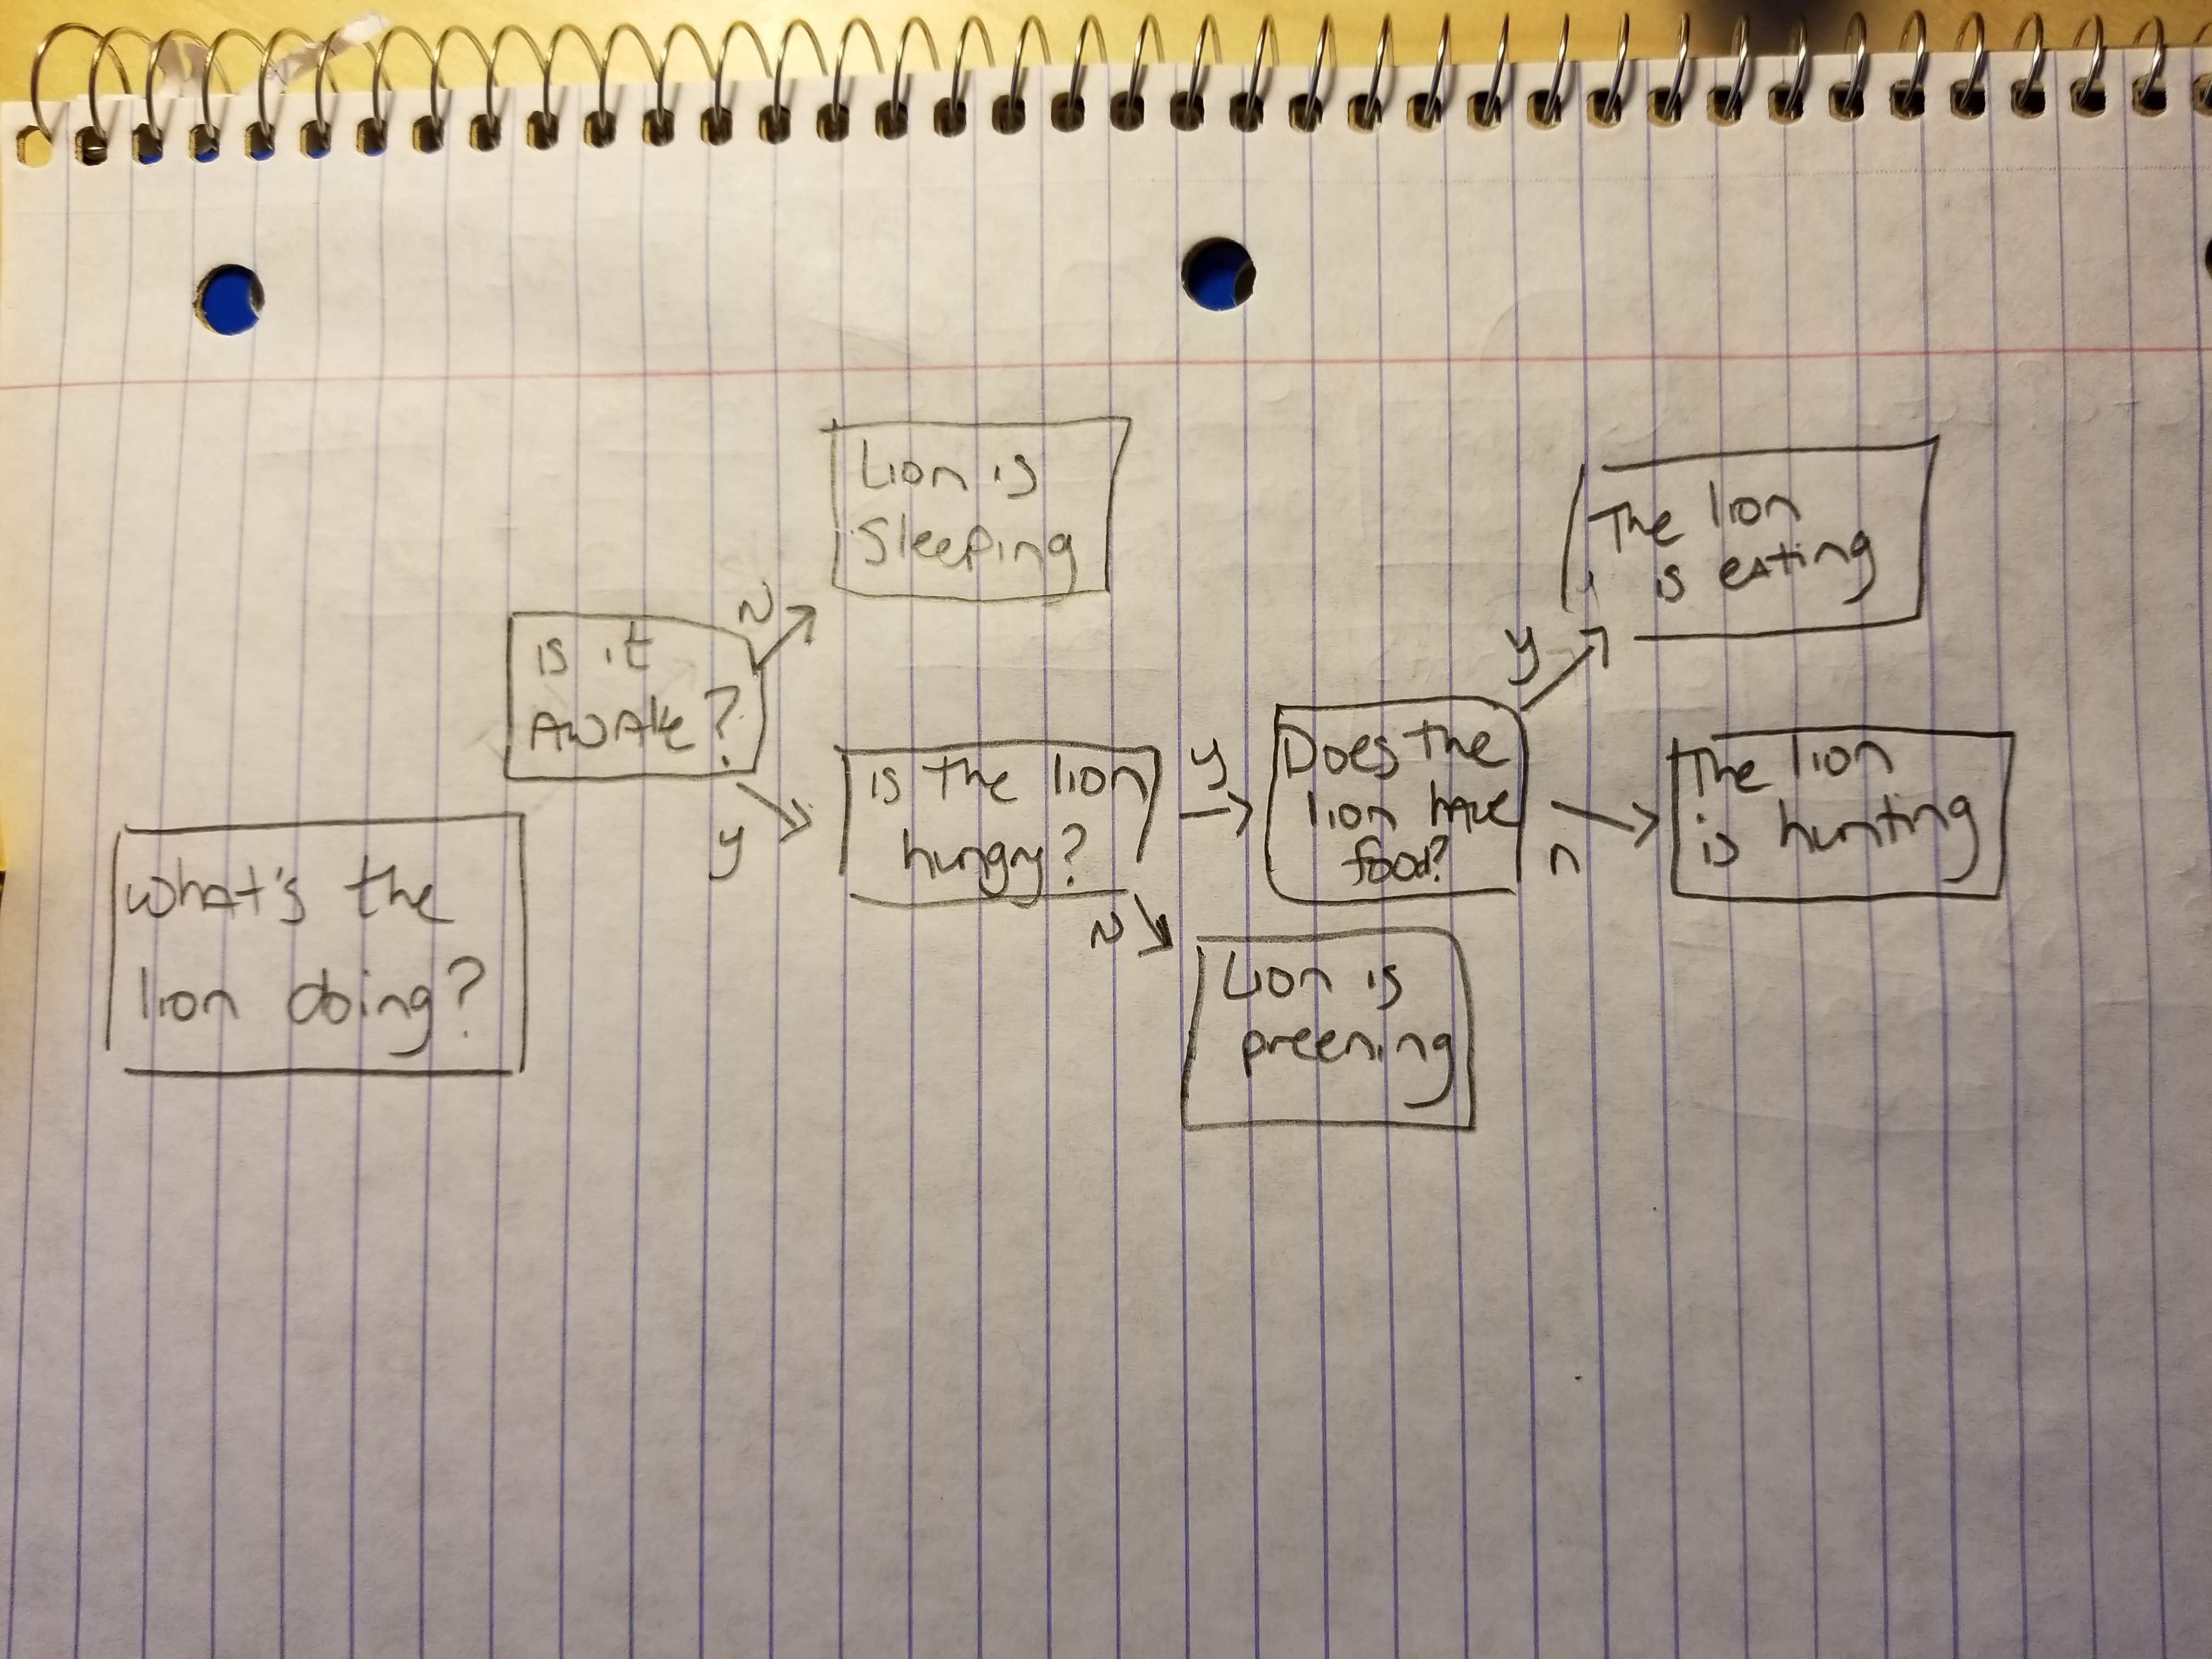 What's the
lion doing?
is it
AWAke?
N
Lion is
Sleeping
y
is the lion
hungry?
y
Does the
lion have
food?
y
The lion
is eating
n
The lion
is hunting
N
Lion is
preening